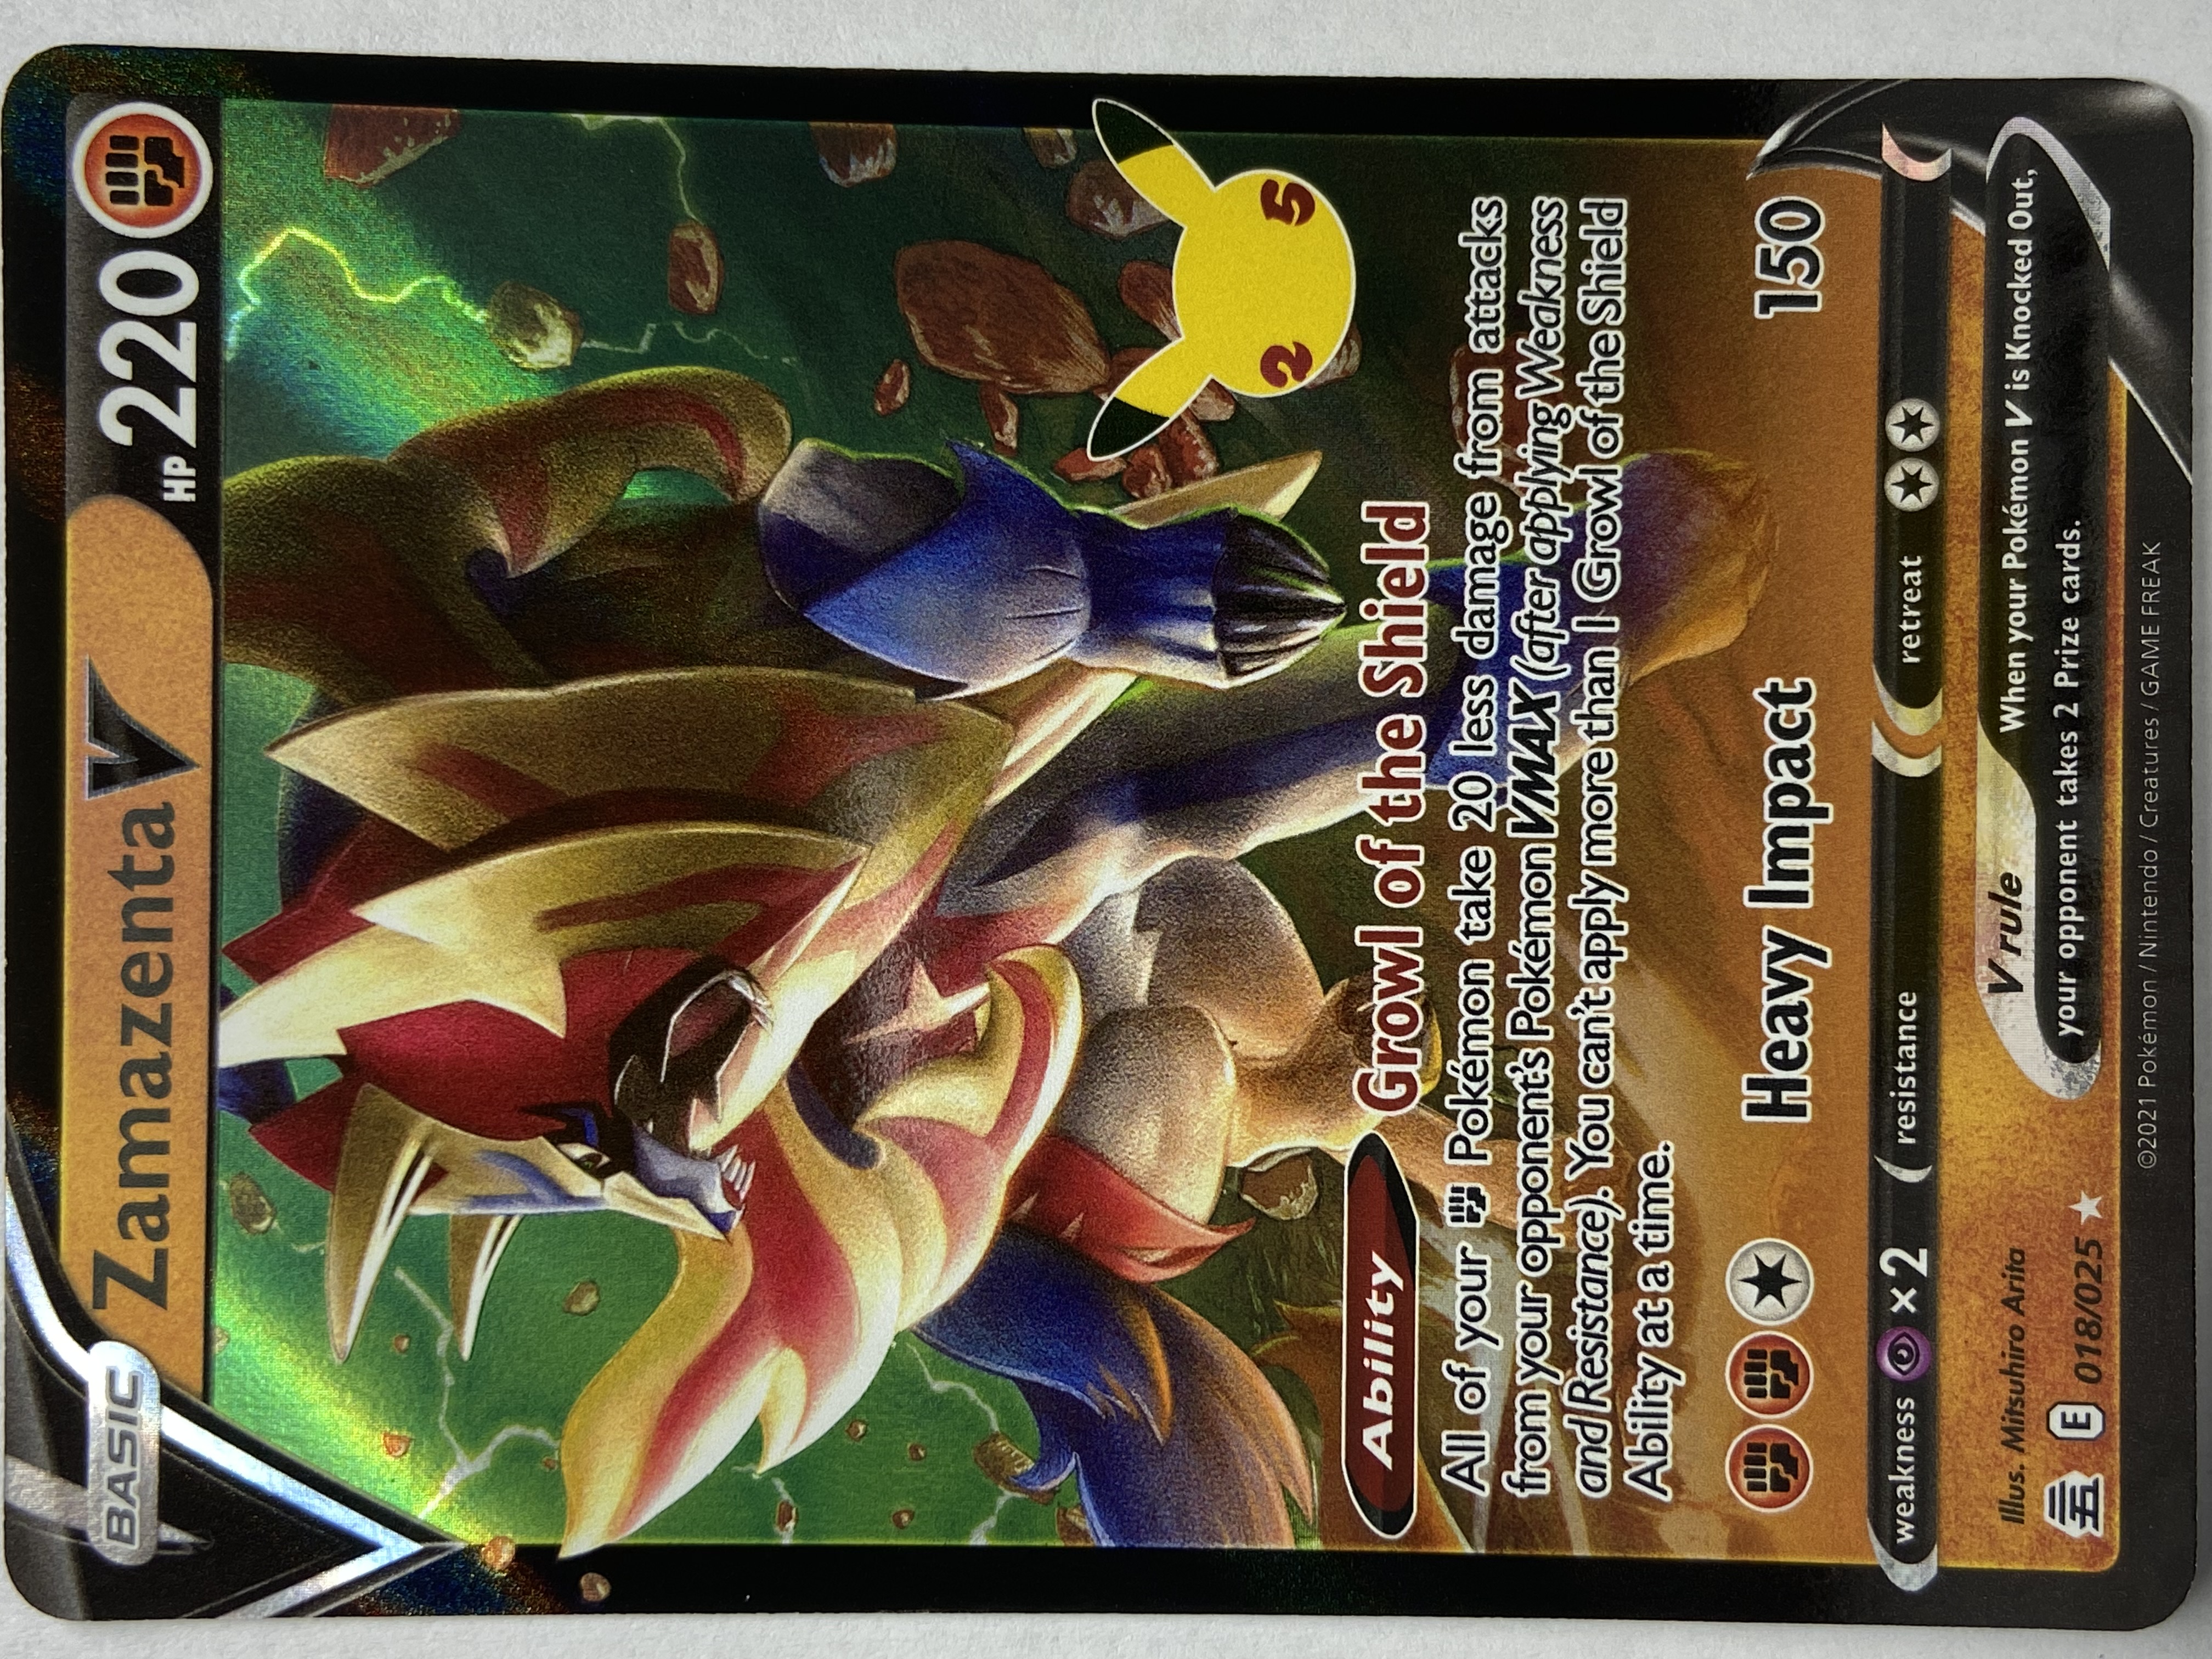 BASIC
Zamazenta V HP 220
2 5
Ability Growl of the Shield
All of your Pokémon take 20 less damage from attacks
from your opponent's Pokémon VMAX (after applying Weakness
and Resistance). You can't apply more than 1 Growl of the Shield
Ability at a time.
Heavy Impact 150
weakness ×2 resistance retreat
Illus. Mitsuhiro Arita
V rule When your Pokémon V is Knocked Out,
your opponent takes 2 Prize cards.
E 018/025
©2021 Pokémon / Nintendo / Creatures / GAME FREAK